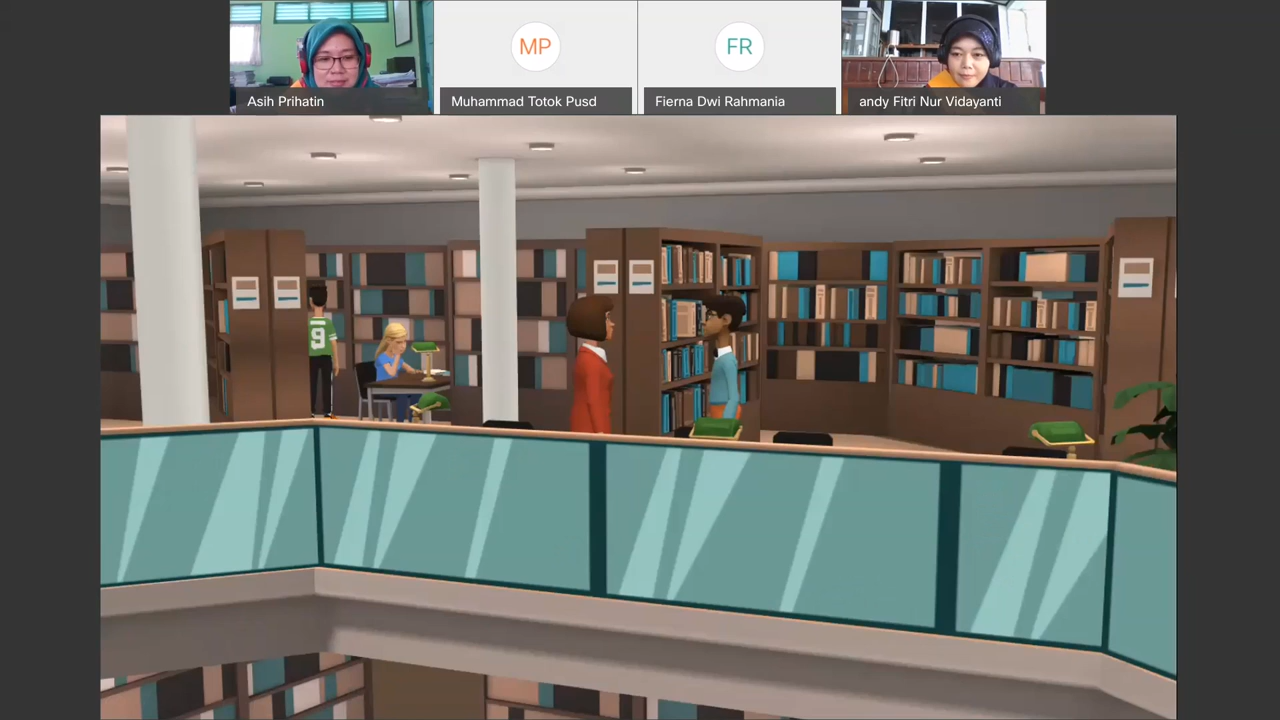 MP
FR
Asih Prihatin
Muhammad Totok Pusd
Fierna Dwi Rahmania
andy Fitri Nur Vidayanti
9